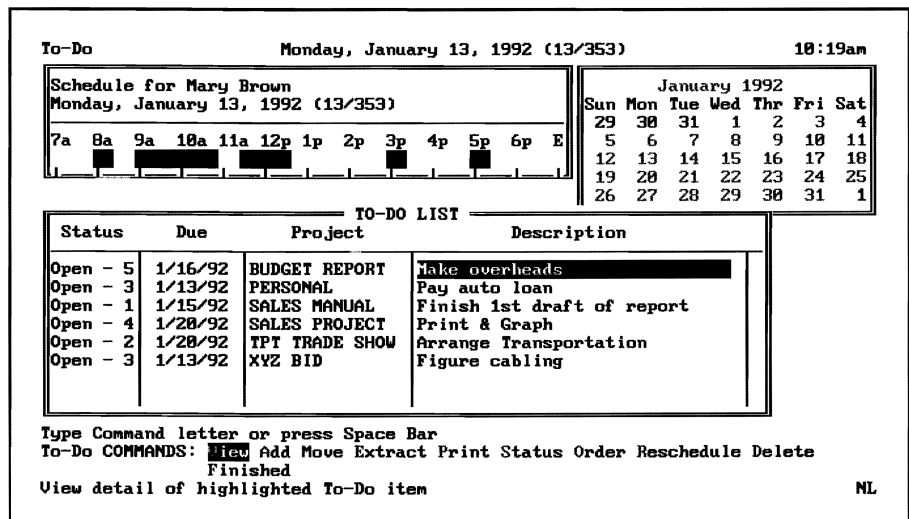 To-Do Monday, January 13, 1992 (13/353) 10:19am
Schedule for Mary Brown
Monday, January 13, 1992 (13/353)
7a 8a 9a 10a 11a 12p 1p 2p 3p 4p 5p 6p E
January 1992
Sun Mon Tue Wed Thr Fri Sat
29 30 31 1 2 3 4
5 6 7 8 9 10 11
12 13 14 15 16 17 18
19 20 21 22 23 24 25
26 27 28 29 30 31 1
TO-DO LIST
Status Due Project Description
Open - 5 1/16/92 BUDGET REPORT Make overheads
Open - 3 1/13/92 PERSONAL Pay auto loan
Open - 1 1/15/92 SALES MANUAL Finish 1st draft of report
Open - 4 1/20/92 SALES PROJECT Print & Graph
Open - 2 1/20/92 TPT TRADE SHOW Arrange Transportation
Open - 3 1/13/92 XYZ BID Figure cabling
Type Command letter or press Space Bar
To-Do COMMANDS: View Add Move Extract Print Status Order Reschedule Delete
Finished
View detail of highlighted To-Do item NL